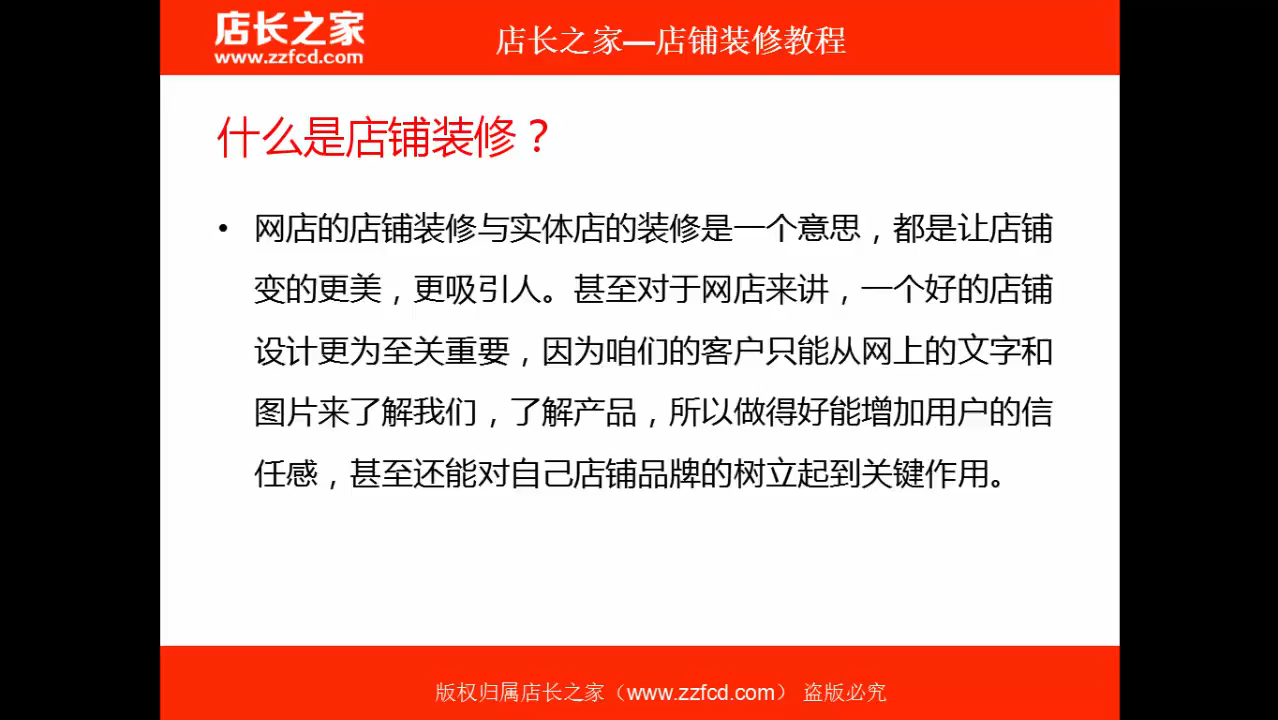 店长之家
www.zzfcd.com
店长之家—店铺装修教程
什么是店铺装修？
• 网店的店铺装修与实体店的装修是一个意思，都是让店铺
变的更美，更吸引人。甚至对于网店来讲，一个好的店铺
设计更为至关重要，因为咱们的客户只能从网上的文字和
图片来了解我们，了解产品，所以做得好能增加用户的信
任感，甚至还能对自己店铺品牌的树立起到关键作用。
版权归属店长之家（www.zzfcd.com） 盗版必究